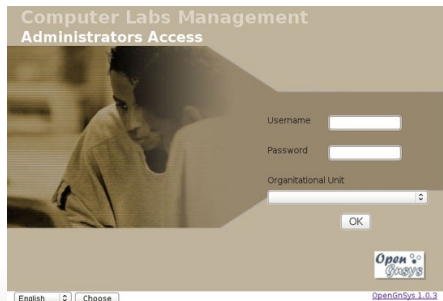 Computer Labs Management
Administrators Access
Username
Password
Organitational Unit
OK
Open
Gnsys
English
Choose
OpenGnSys 1.0.3